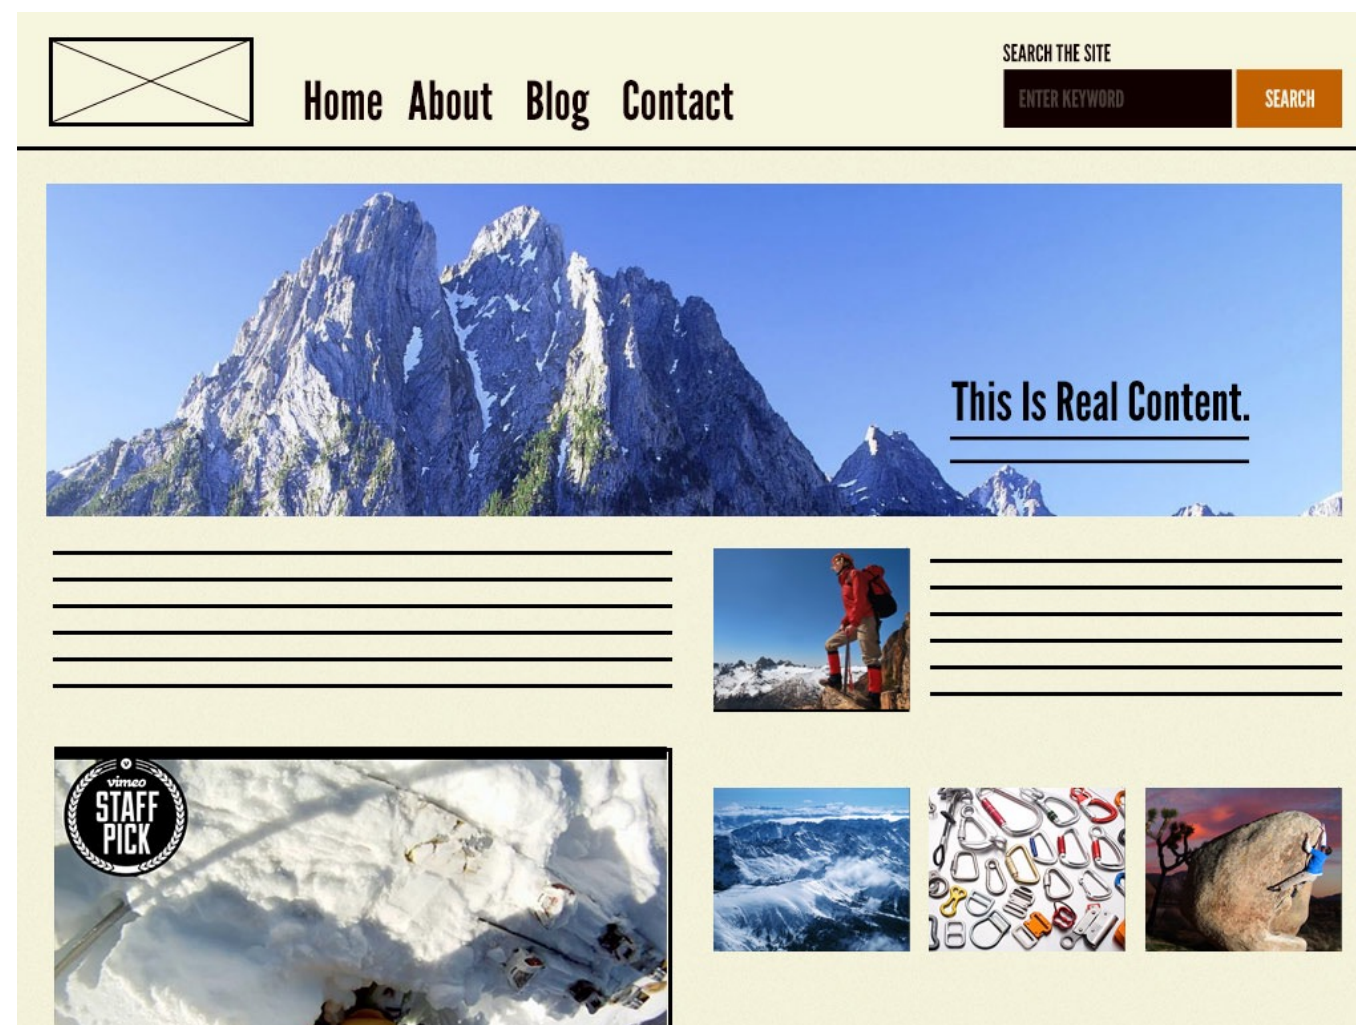 SEARCH THE SITE
Home About Blog Contact
ENTER KEYWORD
SEARCH
This Is Real Content.
vimeo
STAFF
PICK